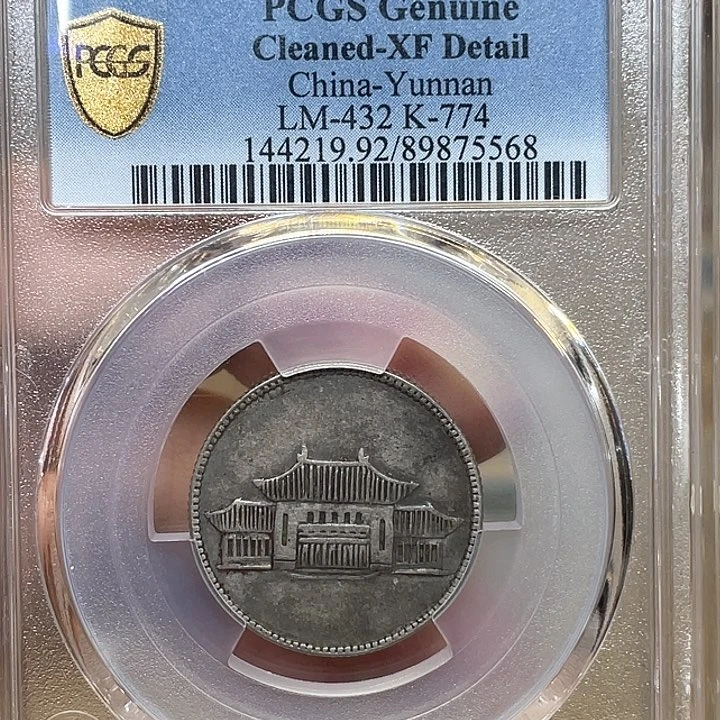 PCGS
PCGS Genuine
Cleaned-XF Detail
China-Yunnan
LM-432 K-774
144219.92/89875568